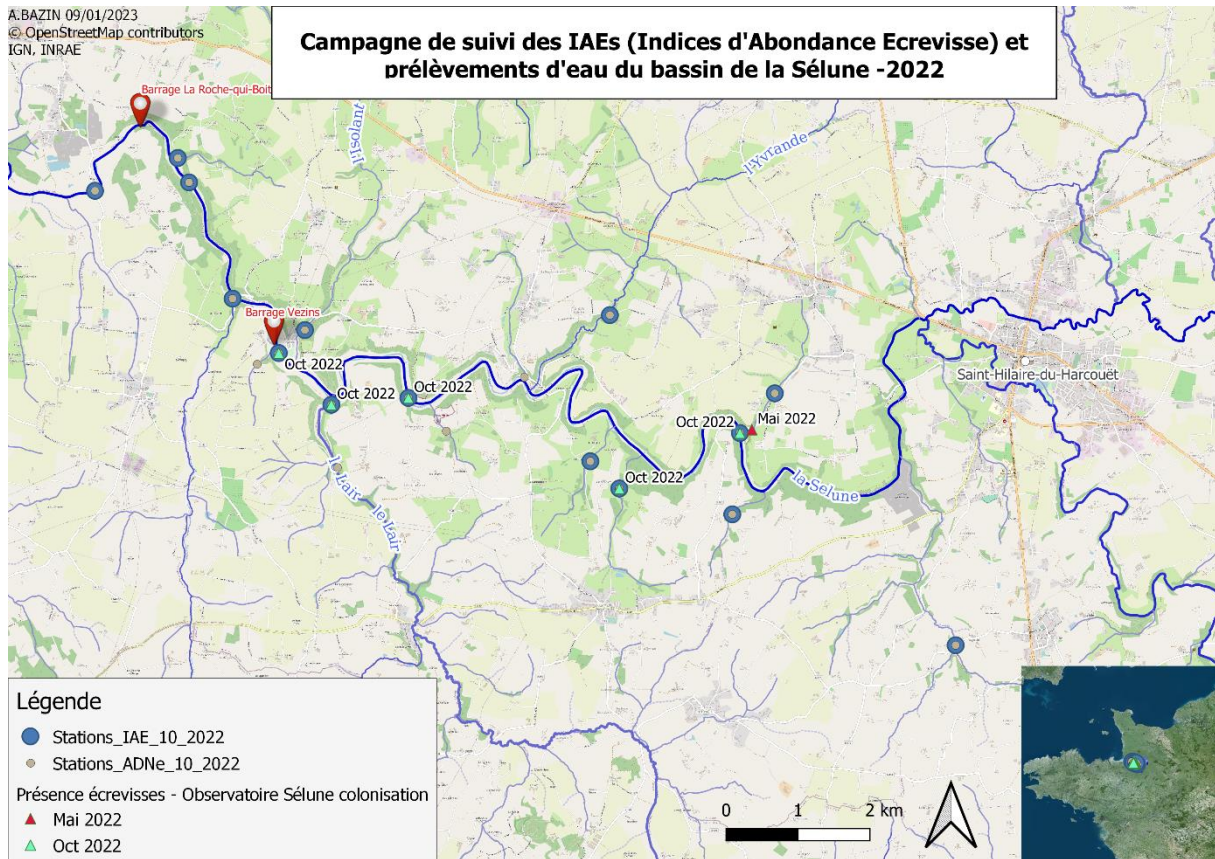 A.BAZIN 09/01/2023
© OpenStreetMap contributors
IGN, INRAE
Campagne de suivi des IAEs (Indices d'Abondance Ecrevisse) et
prélèvements d'eau du bassin de la Sélune -2022
Barrage La Roche-qui-Boit
l'Isolant
l'Yvrande
Barrage Vezins
Oct 2022
Oct 2022
Oct 2022
Saint-Hilaire-du-Harcouët
Oct 2022
Mai 2022
Oct 2022
la Sélune
le Lair
le Lair
Légende
Stations_IAE_10_2022
Stations_ADNe_10_2022
Présence écrevisses - Observatoire Sélune colonisation
Mai 2022
Oct 2022
0 1 2 km